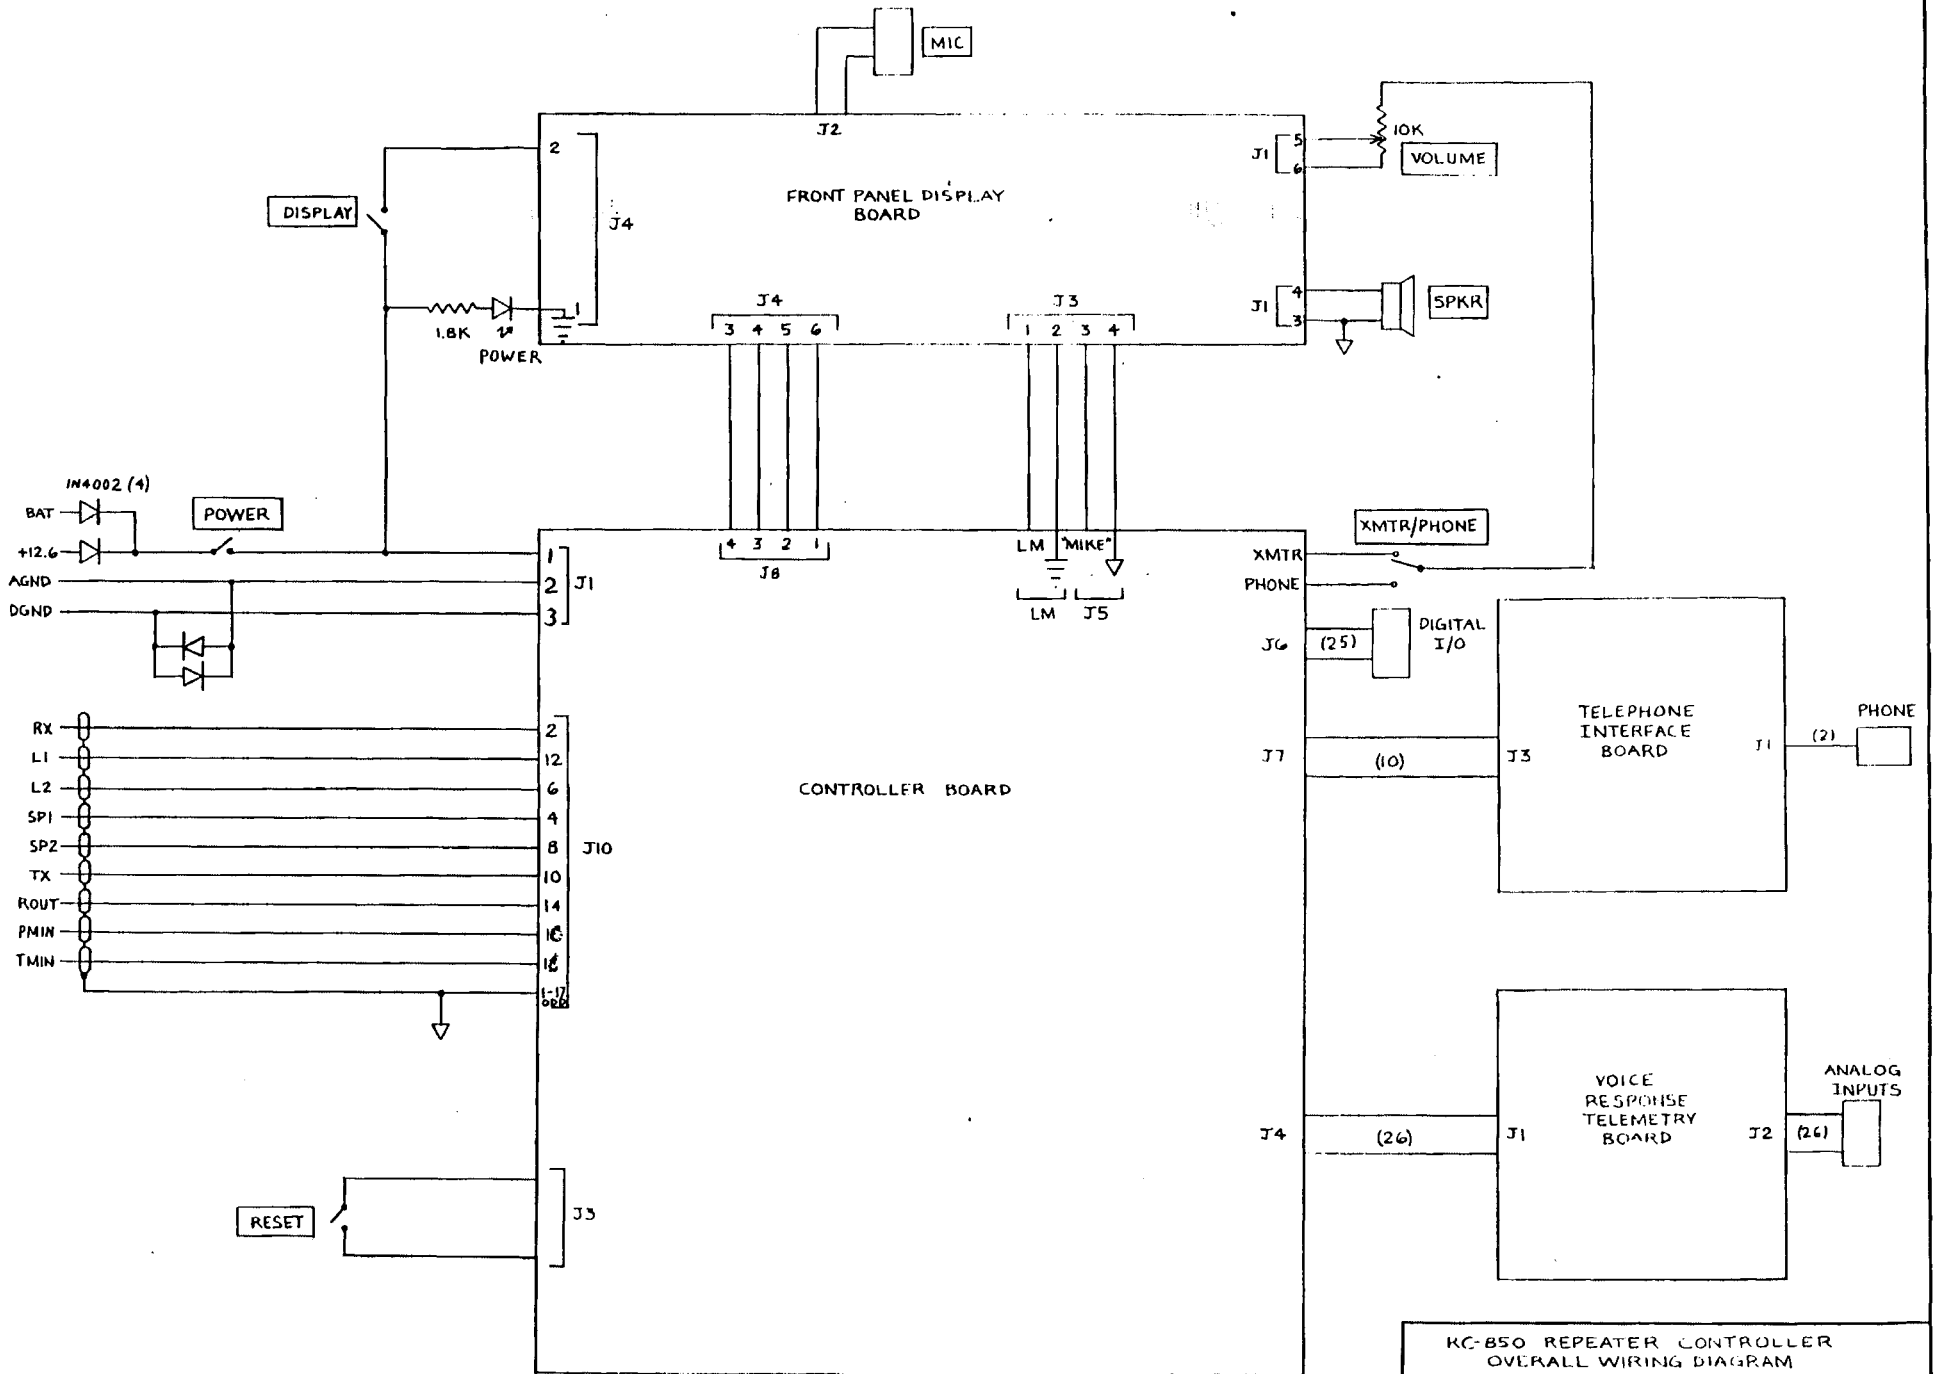 MIC
J2
2
J4
FRONT PANEL DISPLAY
BOARD
J1
5
6
10K
VOLUME
DISPLAY
1
1.8K
POWER
J4
3 4 5 6
J3
1 2 3 4
J1
4
3
SPKR
1N4002 (4)
BAT
POWER
+12.6
AGND
DGND
1
2
3
J1
4 3 2 1
J8
LM "MIKE"
LM J5
XMTR/PHONE
XMTR
PHONE
J6
(25)
DIGITAL
I/O
RX
L1
L2
SP1
SP2
TX
ROUT
PMIN
TMIN
2
12
6
4
8
10
14
1-17
ODD
J10
CONTROLLER BOARD
J7
(10)
J3
TELEPHONE
INTERFACE
BOARD
J1
(2)
PHONE
RESET
J3
J4
(26)
J1
VOICE
RESPONSE
TELEMETRY
BOARD
J2
(26)
ANALOG
INPUTS
RC-850 REPEATER CONTROLLER
OVERALL WIRING DIAGRAM